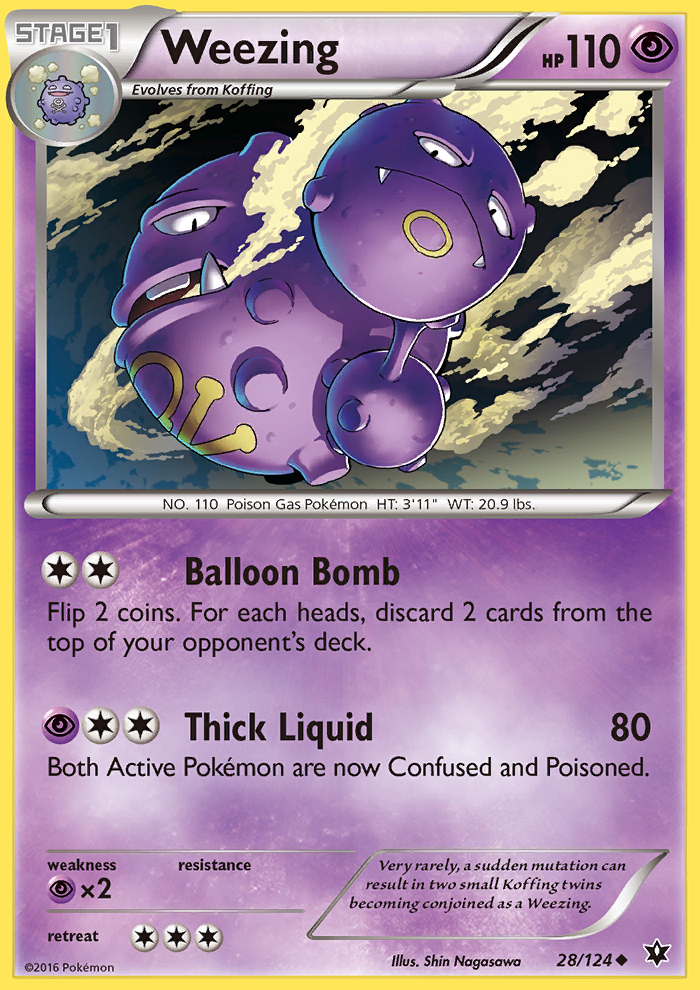 STAGE1
Weezing
HP110
Evolves from Koffing
NO. 110 Poison Gas Pokémon HT: 3'11" WT: 20.9 lbs.
Balloon Bomb
Flip 2 coins. For each heads, discard 2 cards from the
top of your opponent's deck.
Thick Liquid 80
Both Active Pokémon are now Confused and Poisoned.
weakness resistance
×2
retreat
Very rarely, a sudden mutation can
result in two small Koffing twins
becoming conjoined as a Weezing.
Illus. Shin Nagasawa 28/124
©2016 Pokémon